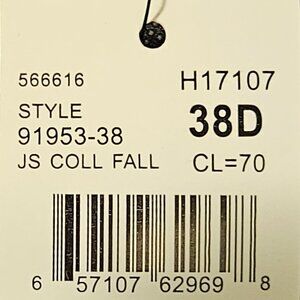 566616 H17107
STYLE 38D
91953-38
JS COLL FALL CL=70
6 57107 62969 8